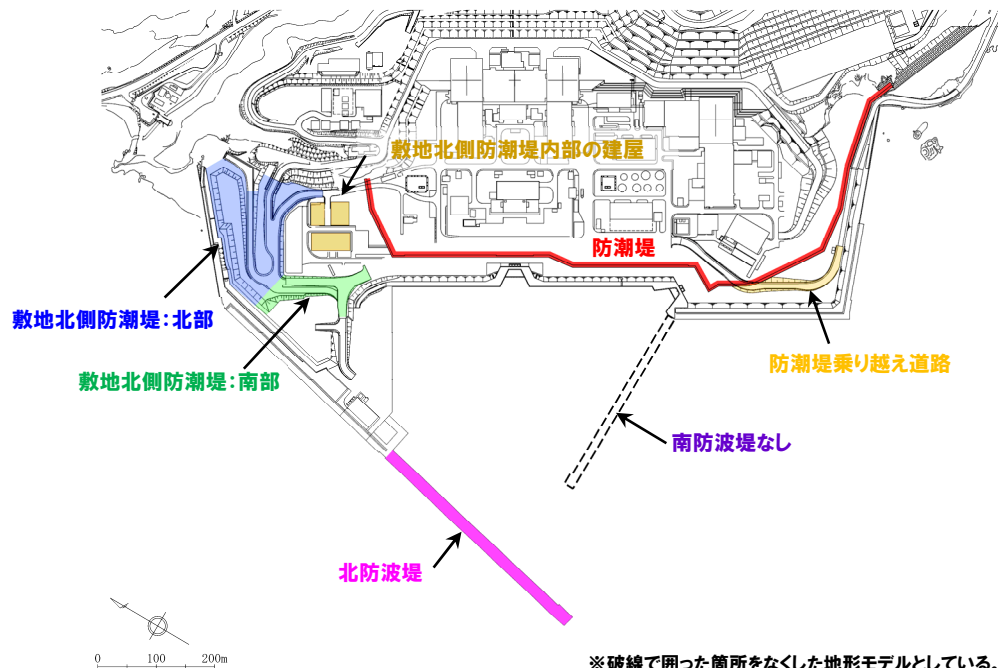 敷地北側防潮堤内部の建屋
防潮堤
敷地北側防潮堤：北部
防潮堤乗り越え道路
敷地北側防潮堤：南部
南防波堤なし
北防波堤
0 100 200m
※破線で囲った箇所をなくした地形モデルとしている。